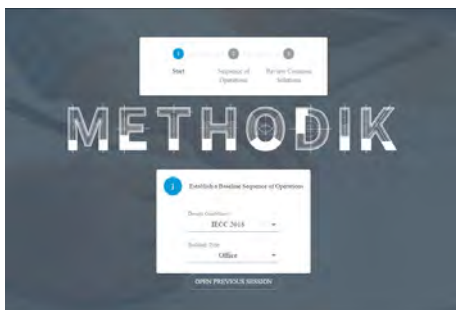 1
2
3
Start
Sequence of
Operations
Review Common
Solutions
METHODIK
1
Establishes Baseline Sequence of Operations
Design Guidelines
IECC 2018
Building Type
Office
OPEN PREVIOUS SESSION